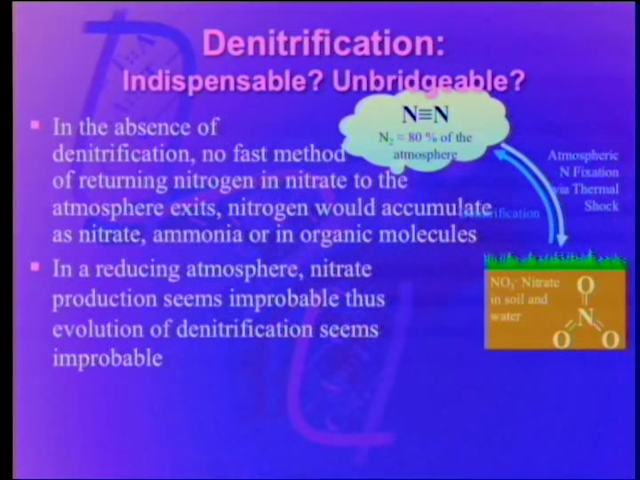 Denitrification:
Indispensable? Unbridgeable?
In the absence of
denitrification, no fast method
of returning nitrogen in nitrate to the
atmosphere exits, nitrogen would accumulate
as nitrate, ammonia or in organic molecules
In a reducing atmosphere, nitrate
production seems improbable thus
evolution of denitrification seems
improbable
N≡N
N₂ = 80 % of the
atmosphere
Atmospheric
N Fixation
via Thermal
Shock
Denitrification
NO₃⁻ Nitrate
in soil and
water
O
N
O O